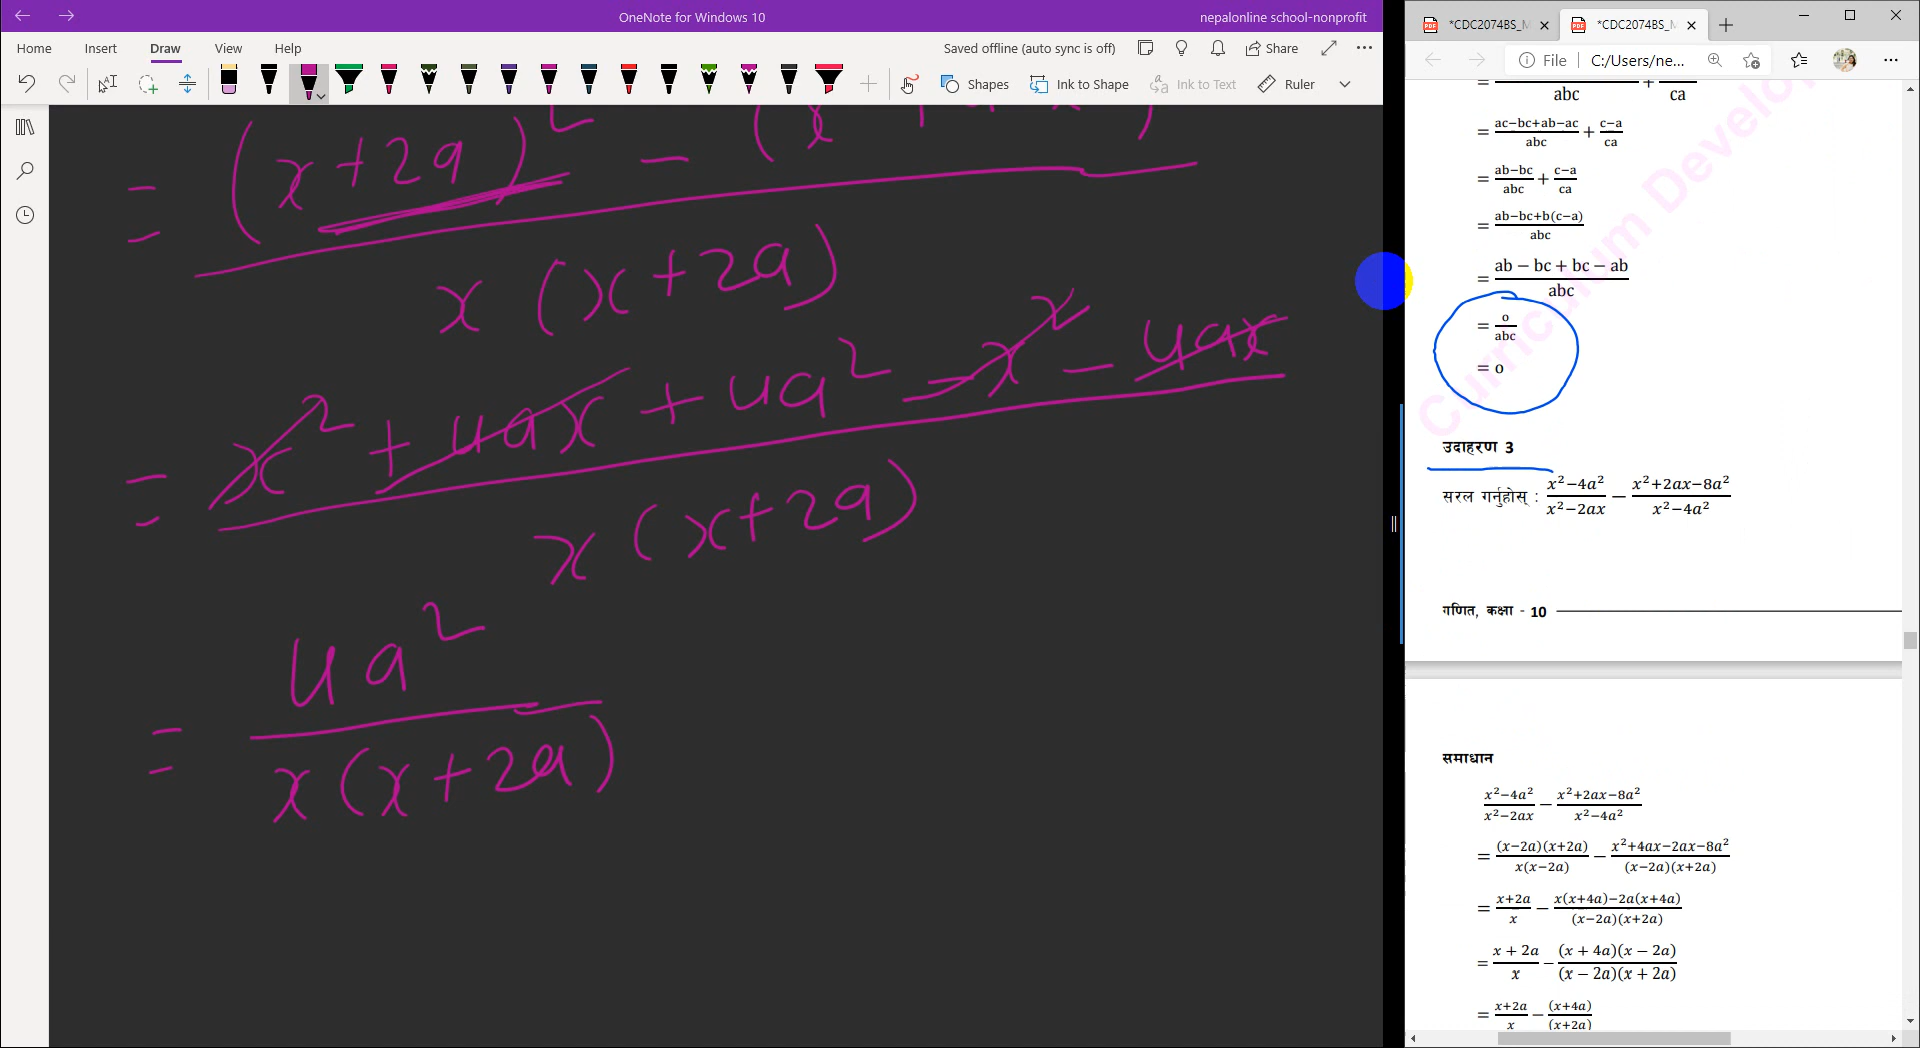 OneNote for Windows 10
nepalonline school-nonprofit
Home Insert Draw View Help
Saved offline (auto sync is off) Share
Shapes Ink to Shape Ink to Text Ruler
= (x+2a)² - (
x (x+2a)
= x² + 4ax + 4a² - x² - 4ax
x (x+2a)
= 4a²
x (x+2a)
*CDC2074BS_M *CDC2074BS_M
File C:/Users/ne...
= abc + ca
= ac−bc+ab−ac/abc + c−a/ca
= ab−bc/abc + c−a/ca
= ab−bc+b(c−a)/abc
= ab − bc + bc − ab/abc
= o/abc
= o
उदाहरण 3
सरल गर्नुहोस् : x²−4a²/x²−2ax − x²+2ax−8a²/x²−4a²
गणित, कक्षा - 10
समाधान
x²−4a²/x²−2ax − x²+2ax−8a²/x²−4a²
= (x−2a)(x+2a)/x(x−2a) − x²+4ax−2ax−8a²/(x−2a)(x+2a)
= x+2a/x − x(x+4a)−2a(x+4a)/(x−2a)(x+2a)
= x + 2a/x − (x + 4a)(x − 2a)/(x − 2a)(x + 2a)
= x+2a/x − (x+4a)/(x+2a)
Curriculum Develop